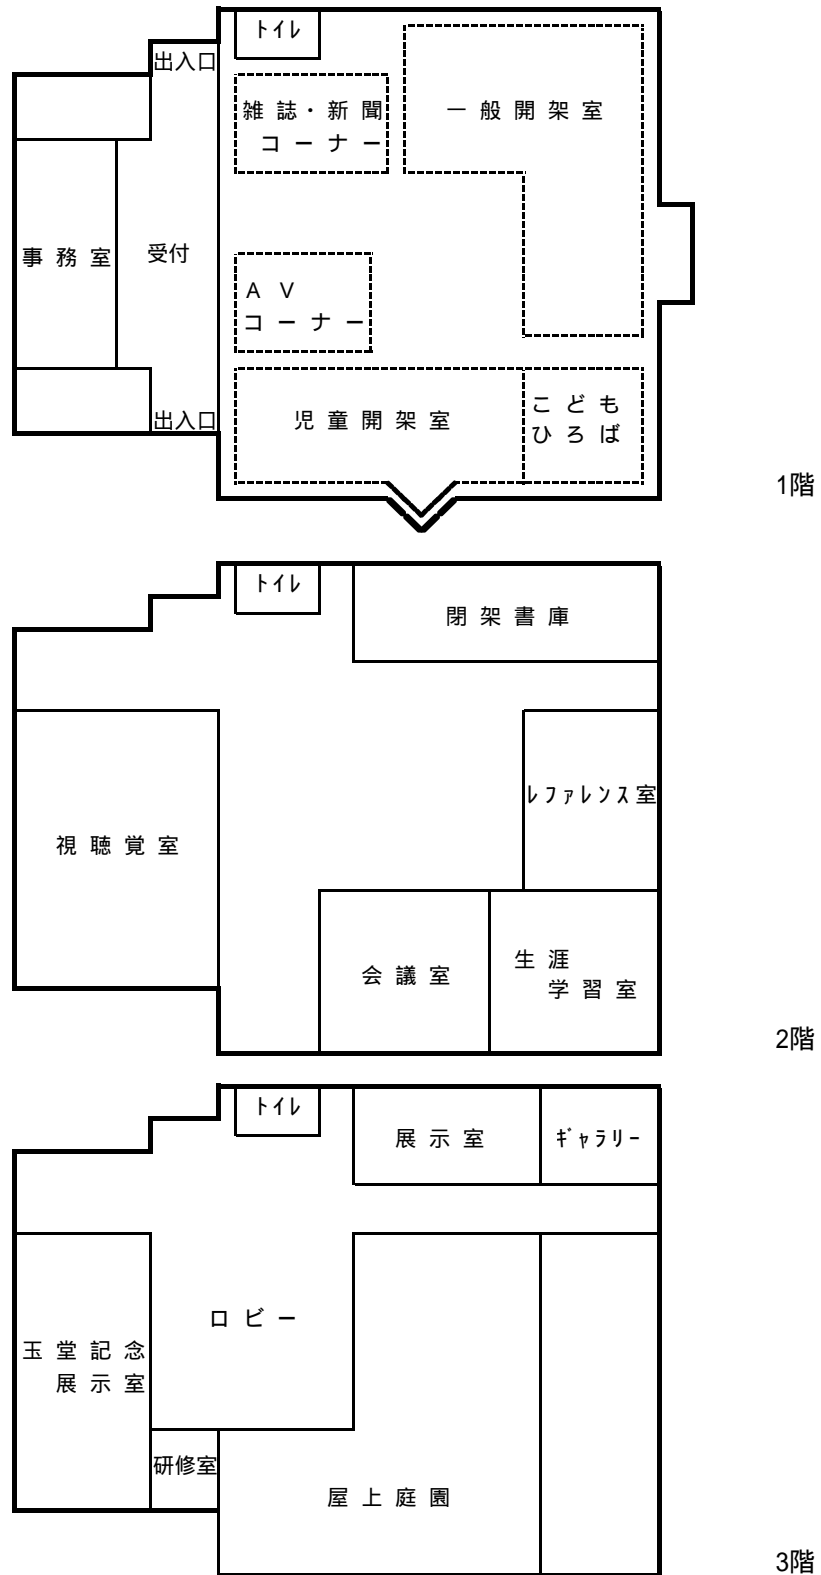 トイレ
出入口
雑誌・新聞
コーナー
一般開架室
事務室
受付
AV
コーナー
児童開架室
こども
ひろば
出入口
1階
トイレ
閉架書庫
レファレンス室
視聴覚室
会議室
生涯
学習室
2階
トイレ
展示室
ギャラリー
ロビー
玉堂記念
展示室
研修室
屋上庭園
3階